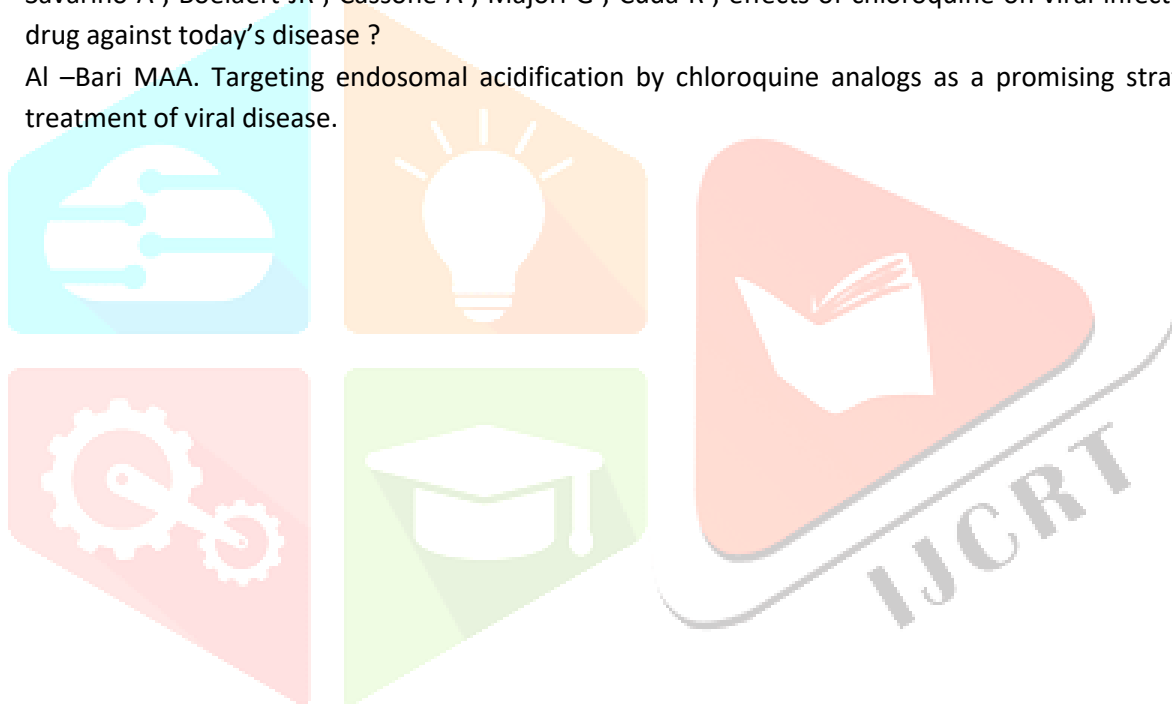 Savarino A , Boelaert JR , Cassone A , Majori G , Cauda R , effects of chloroquine on viral infect
drug against today’s disease ?
Al –Bari MAA. Targeting endosomal acidification by chloroquine analogs as a promising stra
treatment of viral disease.
IJCRT